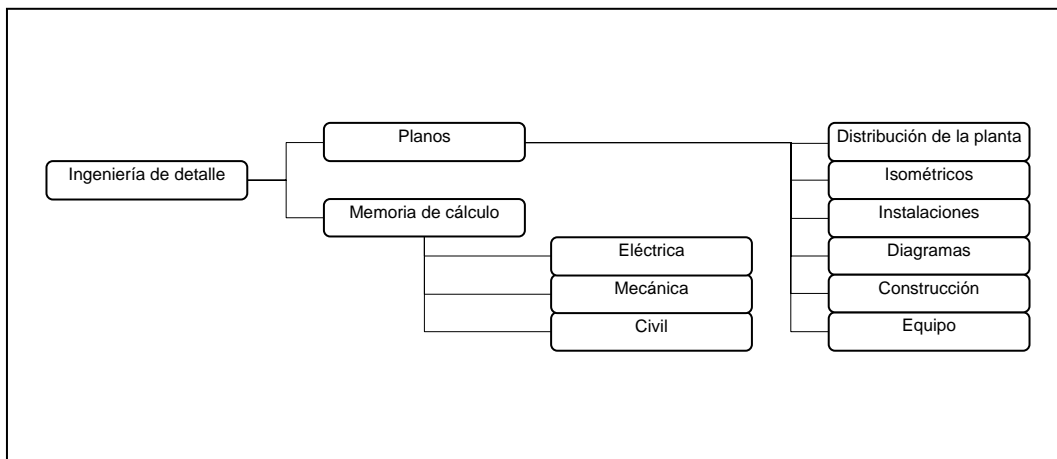 Ingeniería de detalle
Planos
Memoria de cálculo
Eléctrica
Mecánica
Civil
Distribución de la planta
Isométricos
Instalaciones
Diagramas
Construcción
Equipo